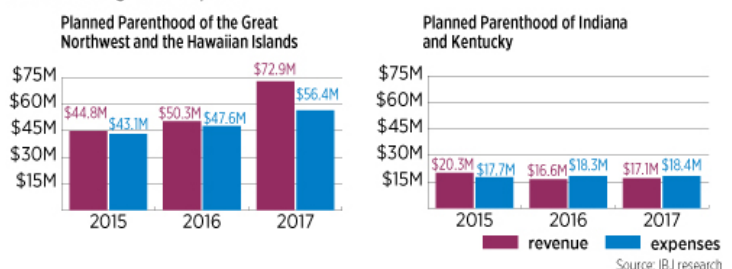 Planned Parenthood of the Great
Northwest and the Hawaiian Islands
$75M
$60M
$45M
$30M
$15M
$44.8M
$43.1M
$50.3M
$47.6M
$72.9M
$56.4M
2015
2016
2017
Planned Parenthood of Indiana
and Kentucky
$75M
$60M
$45M
$30M
$15M
$20.3M
$17.7M
$16.6M
$18.3M
$17.1M
$18.4M
2015
2016
2017
revenue
expenses
Source: IBJ research